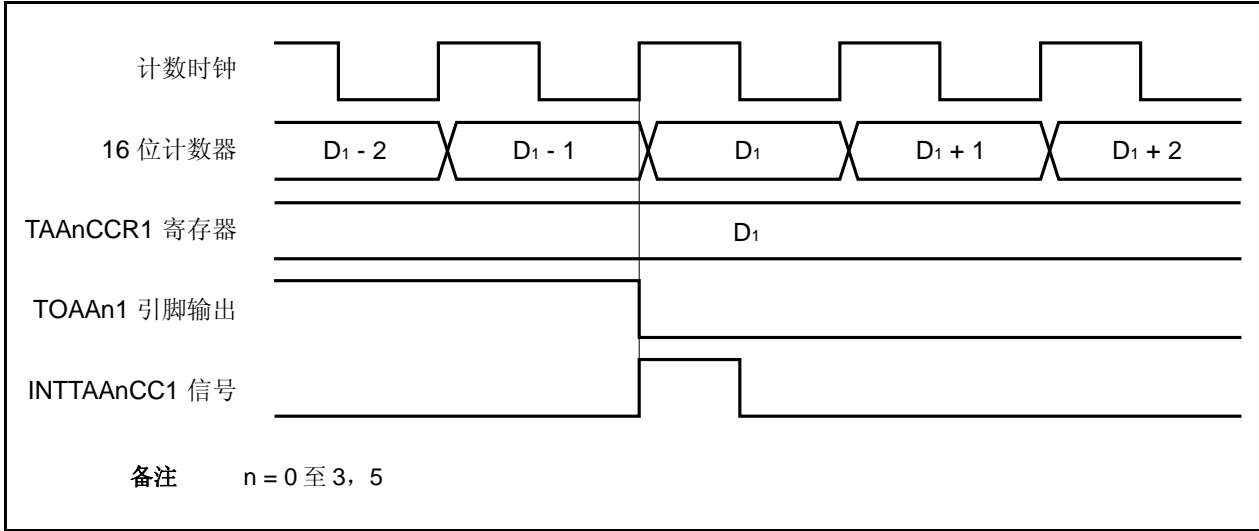 计数时钟
16 位计数器 D1 - 2 D1 - 1 D1 D1 + 1 D1 + 2
TAAnCCR1 寄存器 D1
TOAAn1 引脚输出
INTTAAnCC1 信号
备注 n = 0 至 3，5